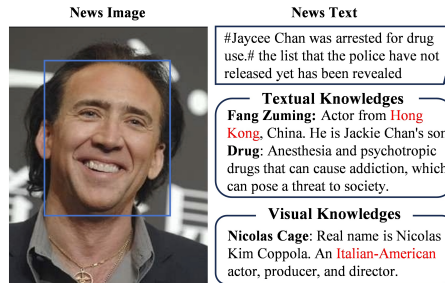 News Image
News Text
#Jaycee Chan was arrested for drug
use.# the list that the police have not
released yet has been revealed
Textual Knowledges
Fang Zuming: Actor from Hong
Kong, China. He is Jackie Chan's son
Drug: Anesthesia and psychotropic
drugs that can cause addiction, which
can pose a threat to society.
Visual Knowledges
Nicolas Cage: Real name is Nicolas
Kim Coppola. An Italian-American
actor, producer, and director.